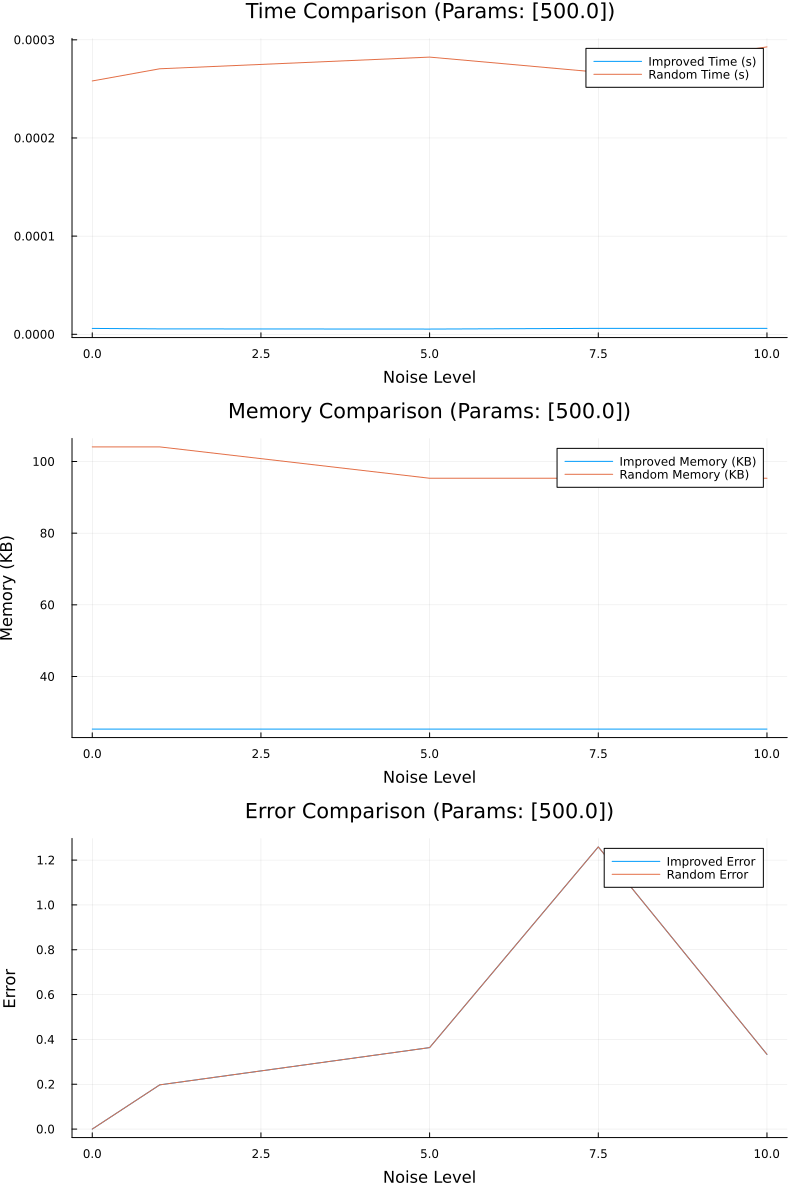 Time Comparison (Params: [500.0])
0.0003
0.0002
0.0001
0.0000
Improved Time (s)
Random Time (s)
0.0 2.5 5.0 7.5 10.0
Noise Level
Memory Comparison (Params: [500.0])
Memory (KB)
100
80
60
40
Improved Memory (KB)
Random Memory (KB)
0.0 2.5 5.0 7.5 10.0
Noise Level
Error Comparison (Params: [500.0])
Error
1.2
1.0
0.8
0.6
0.4
0.2
0.0
Improved Error
Random Error
0.0 2.5 5.0 7.5 10.0
Noise Level